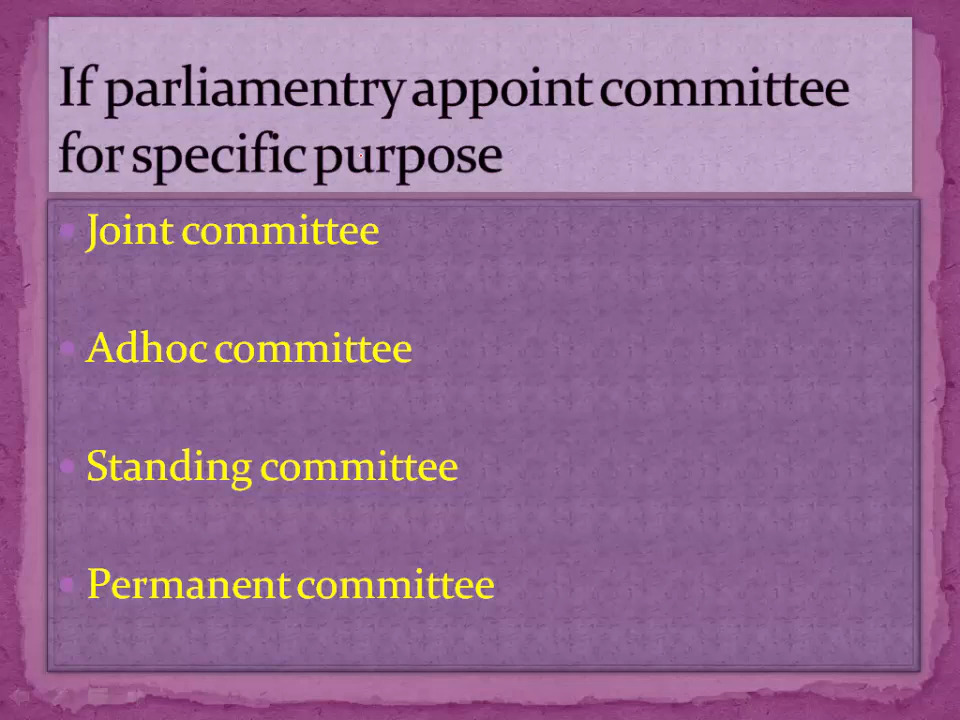 If parliamentry appoint committee
for specific purpose
• Joint committee
• Adhoc committee
• Standing committee
• Permanent committee